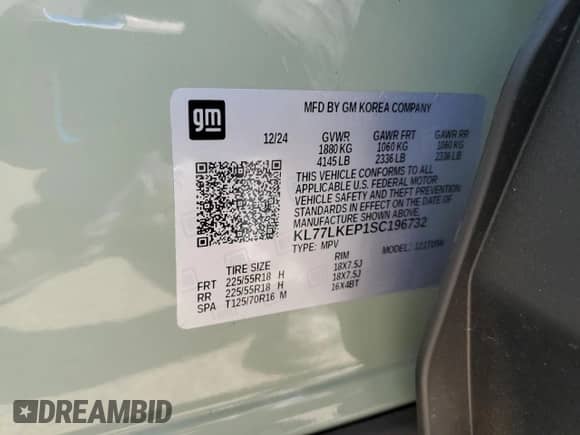 gm
MFD BY GM KOREA COMPANY
12/24 GVWR GAWR FRT GAWR RR
1880 KG 1060 KG 1060 KG
4145 LB 2336 LB 2336 LB
THIS VEHICLE CONFORMS TO ALL
APPLICABLE U.S. FEDERAL MOTOR
VEHICLE SAFETY AND THEFT PREVENTION
STANDARDS IN EFFECT ON THE DATE OF
MANUFACTURE SHOWN ABOVE.
KL77LKEP1SC196732
TYPE: MPV MODEL:
TIRE SIZE RIM
FRT 225/55R18 H 18X7.5J
RR 225/55R18 H 18X7.5J
SPA T125/70R16 M 16X4BT
DREAMBID